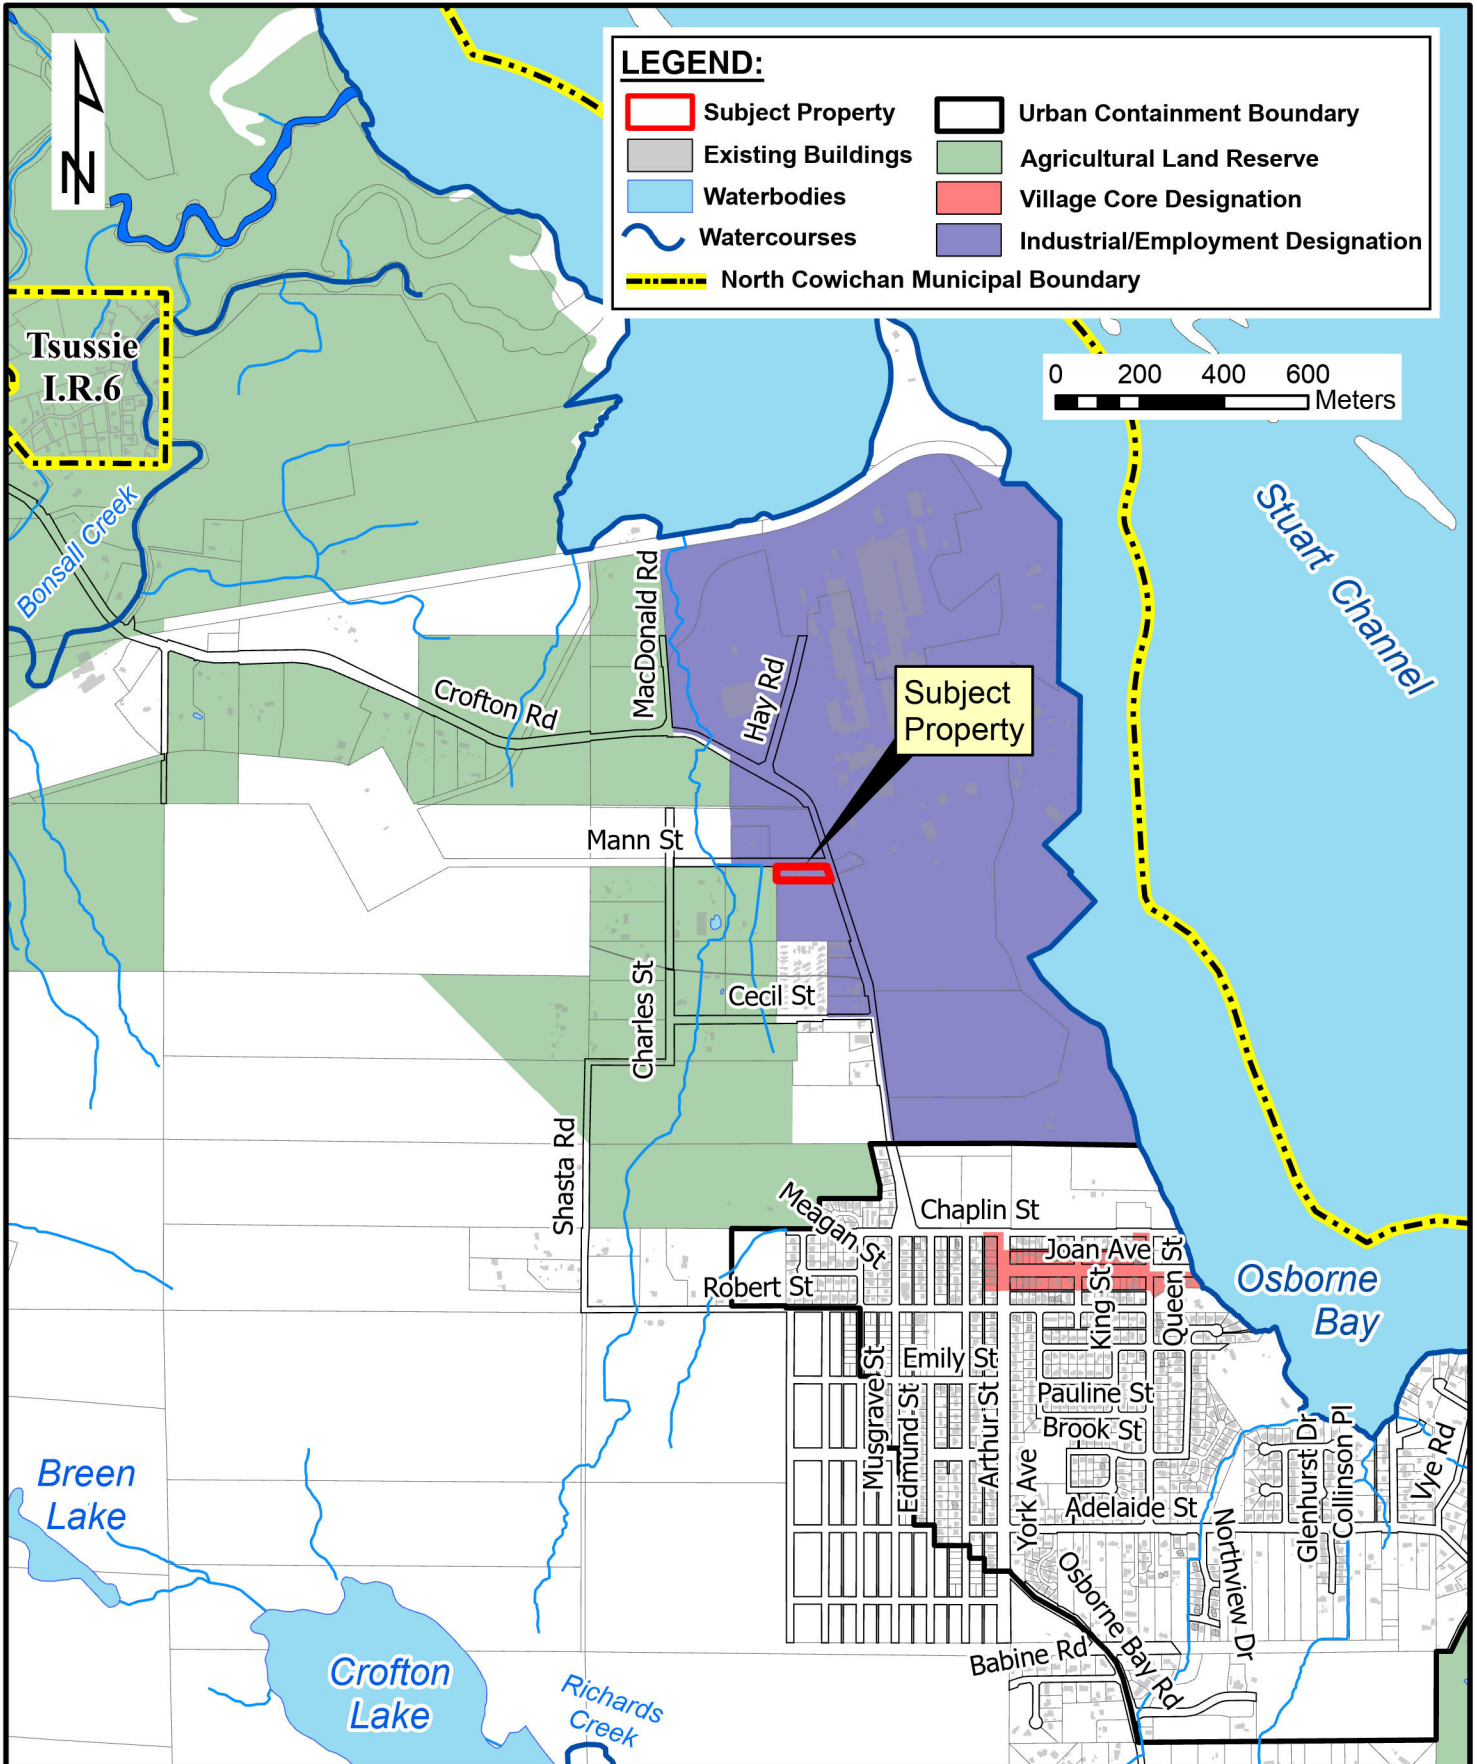 LEGEND:
Subject Property
Urban Containment Boundary
Existing Buildings
Agricultural Land Reserve
Waterbodies
Village Core Designation
Watercourses
Industrial/Employment Designation
North Cowichan Municipal Boundary
N
0 200 400 600
Meters
Tsussie
I.R.6
Bonsall Creek
Stuart Channel
MacDonald Rd
Crofton Rd
Hay Rd
Subject
Property
Mann St
Charles St
Cecil St
Shasta Rd
Meagan St
Chaplin St
Joan Ave
Robert St
King St
Queen St
Osborne
Bay
Emily St
Musgrave St
Edmund St
Arthur St
Pauline St
Brook St
York Ave
Adelaide St
Glenhurst Dr
Collinson Pl
Vye Rd
Northview Dr
Osborne Bay Rd
Babine Rd
Breen
Lake
Crofton
Lake
Richards
Creek